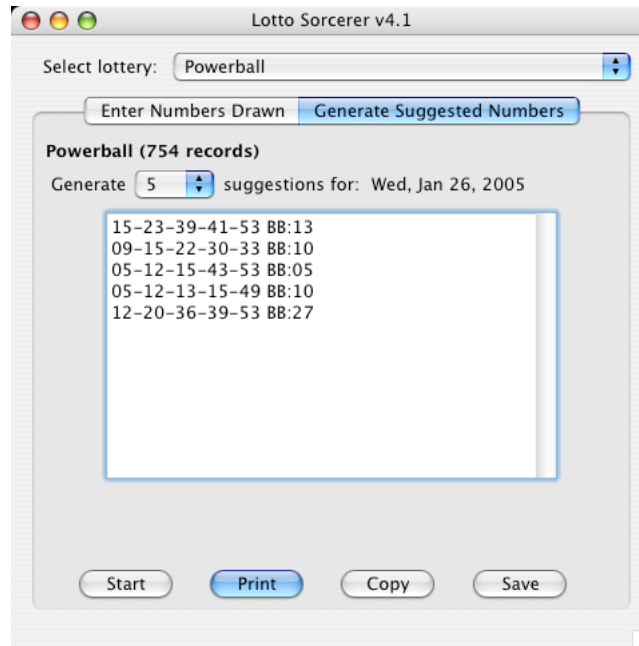 Lotto Sorcerer v4.1
Select lottery: Powerball
Enter Numbers Drawn Generate Suggested Numbers
Powerball (754 records)
Generate 5 suggestions for: Wed, Jan 26, 2005
15-23-39-41-53 BB:13
09-15-22-30-33 BB:10
05-12-15-43-53 BB:05
05-12-13-15-49 BB:10
12-20-36-39-53 BB:27
Start Print Copy Save